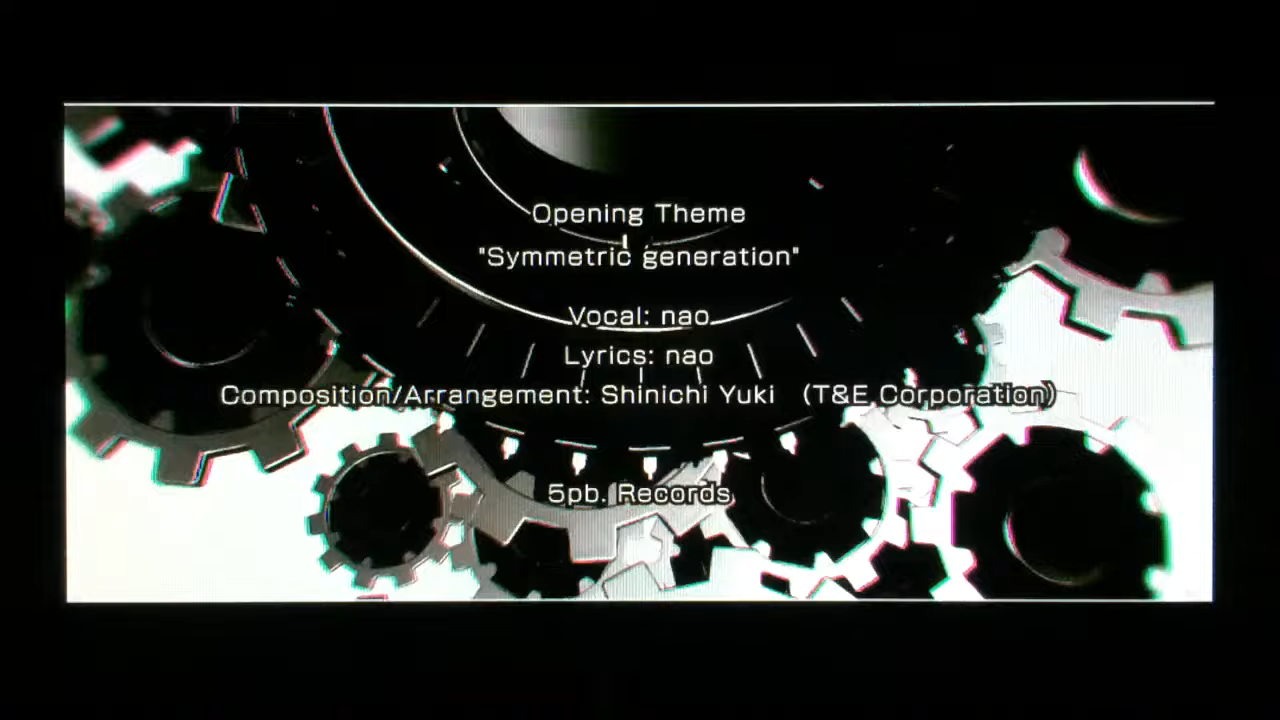 Opening Theme
"Symmetric generation"
Vocal: nao
Lyrics: nao
Composition/Arrangement: Shinichi Yuki (T&E Corporation)
5pb. Records